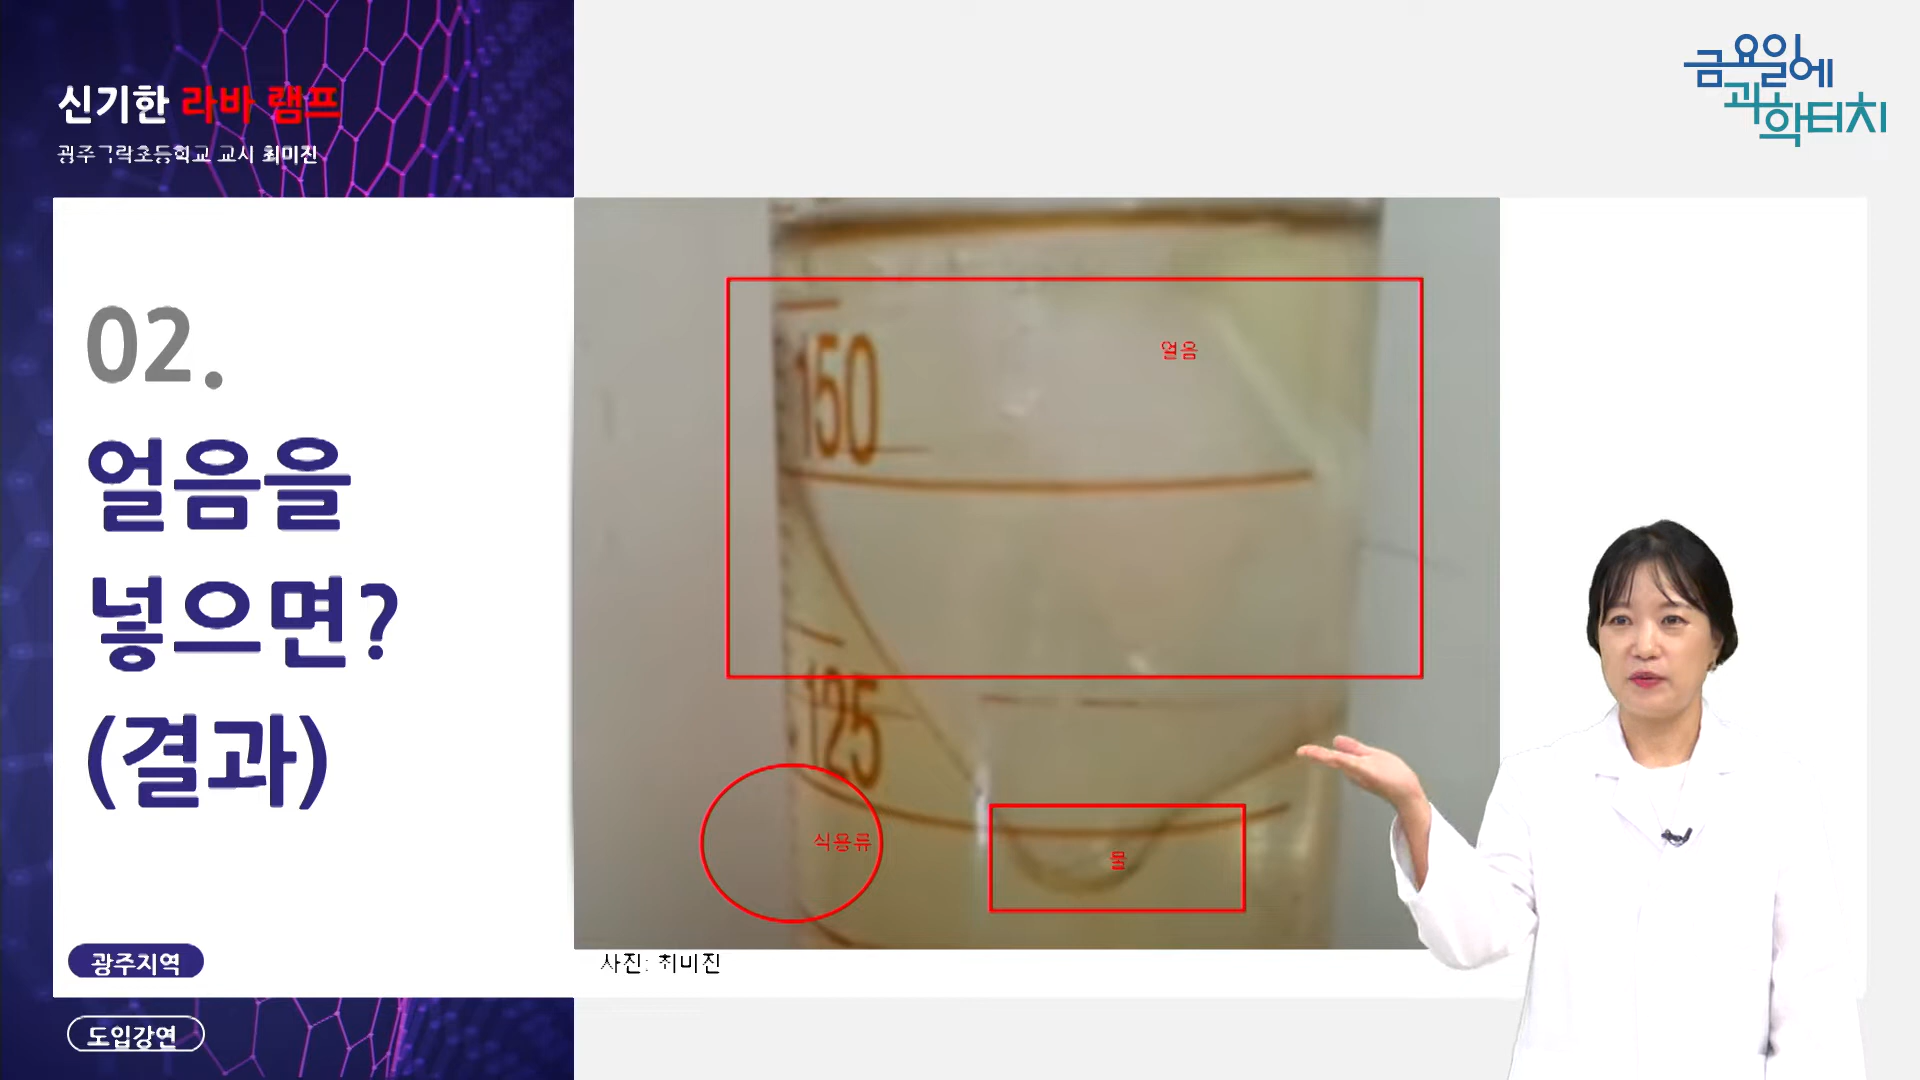 신기한 라바 램프
광주극락초등학교 교사 최미진
금요일에
과학터치
02.
얼음을
넣으면?
(결과)
150
얼음
125
식용류
물
사진: 최미진
광주지역
도입강연